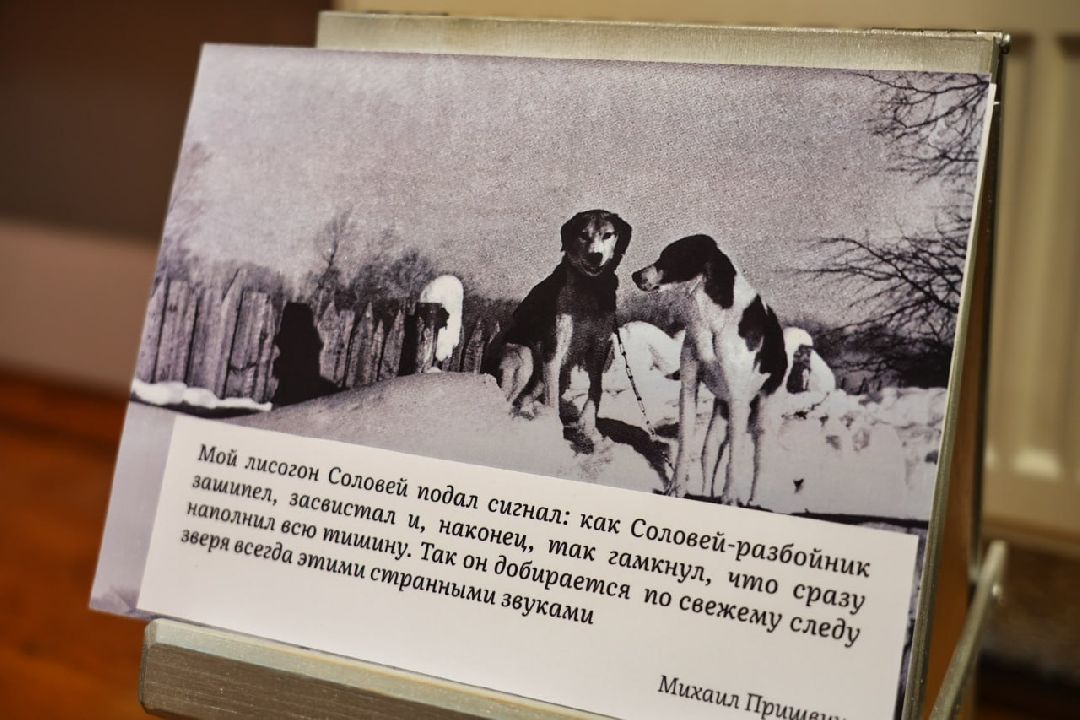 Мой лисогон Соловей подал сигнал: как Соловей-разбойник
зашипел, засвистал и, наконец, так гамкнул, что сразу
наполнил всю тишину. Так он добирается по свежему следу
зверя всегда этими странными звуками
Михаил Пришвин